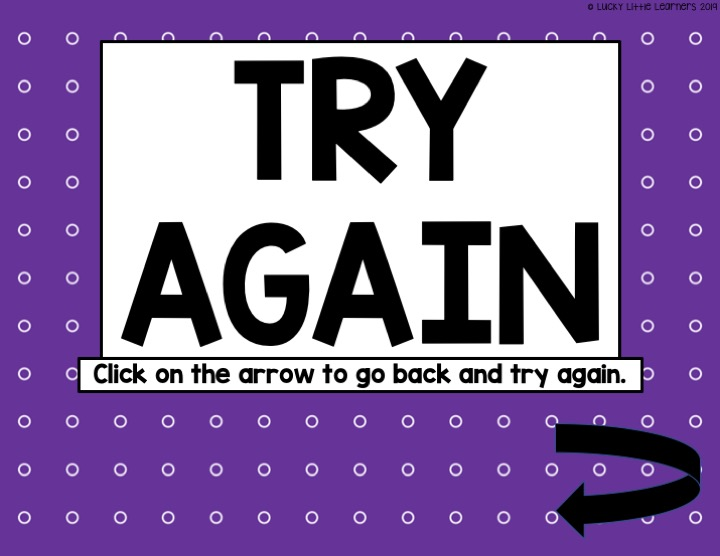 © Lucky Little Learners 2019
TRY
AGAIN
Click on the arrow to go back and try again.